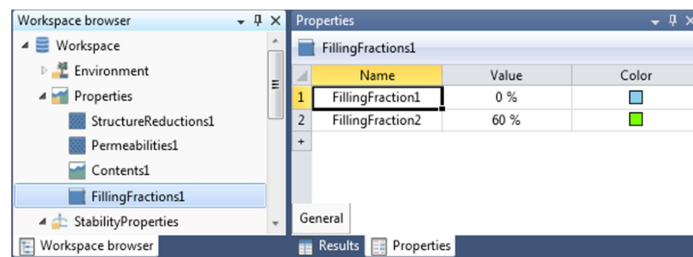 Workspace browser
Workspace
Environment
Properties
StructureReductions1
Permeabilities1
Contents1
FillingFractions1
StabilityProperties
Workspace browser
Properties
FillingFractions1
Name Value Color
1 FillingFraction1 0 %
2 FillingFraction2 60 %
+
General
Results Properties